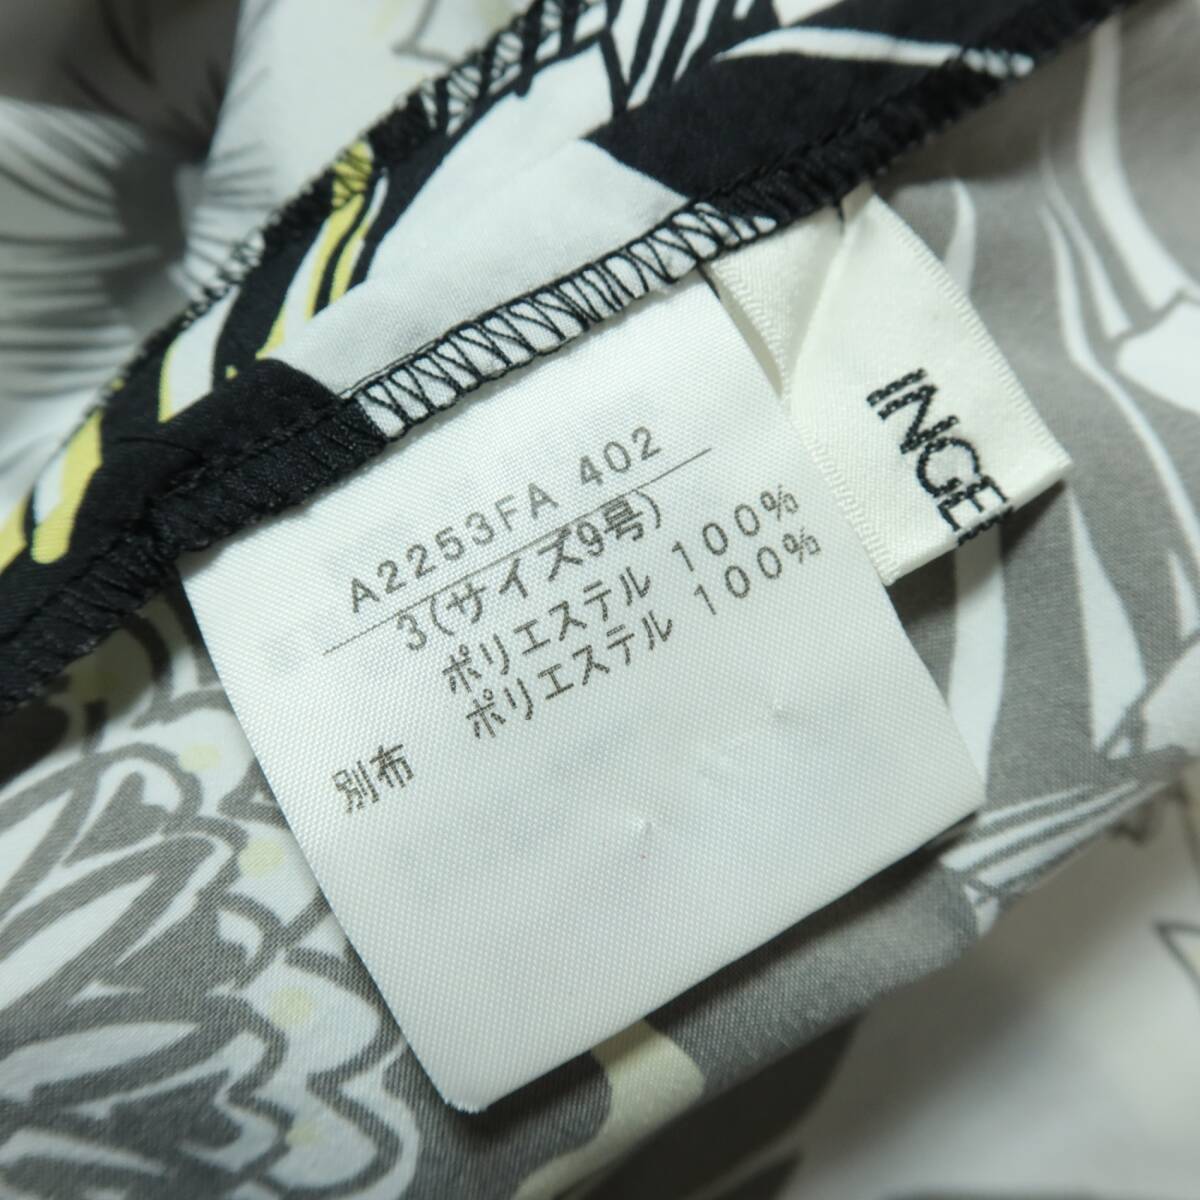 A2253FA 402
3(サイズ9号)
ポリエステル 100%
別布 ポリエステル 100%
INGE